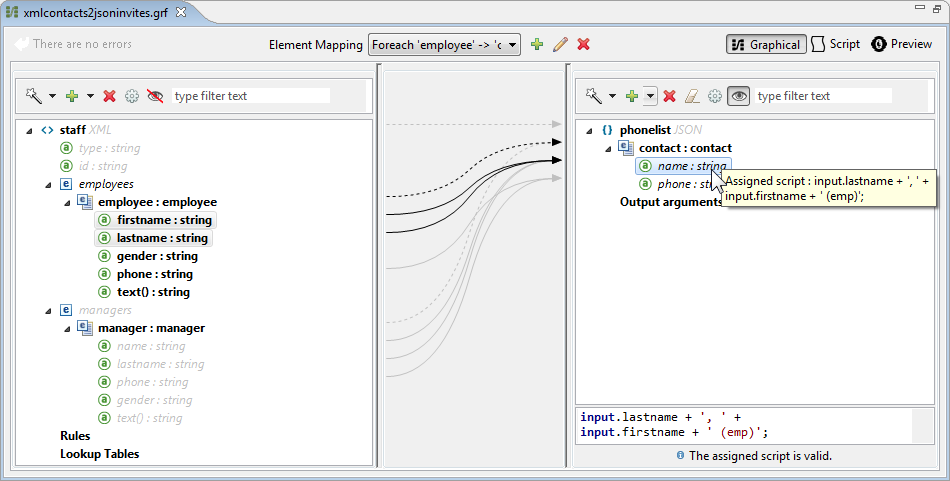 xmlcontacts2jsoninvites.grf
There are no errors
Element Mapping
Foreach 'employee' -> 'c
Graphical
Script
Preview
type filter text
staff XML
type : string
id : string
employees
employee : employee
firstname : string
lastname : string
gender : string
phone : string
text() : string
managers
manager : manager
name : string
lastname : string
phone : string
gender : string
text() : string
Rules
Lookup Tables
type filter text
phonelist JSON
contact : contact
name : string
phone : st
Output arguments
Assigned script : input.lastname + ', ' +
input.firstname + ' (emp)';
input.lastname + ', ' +
input.firstname + ' (emp)';
The assigned script is valid.